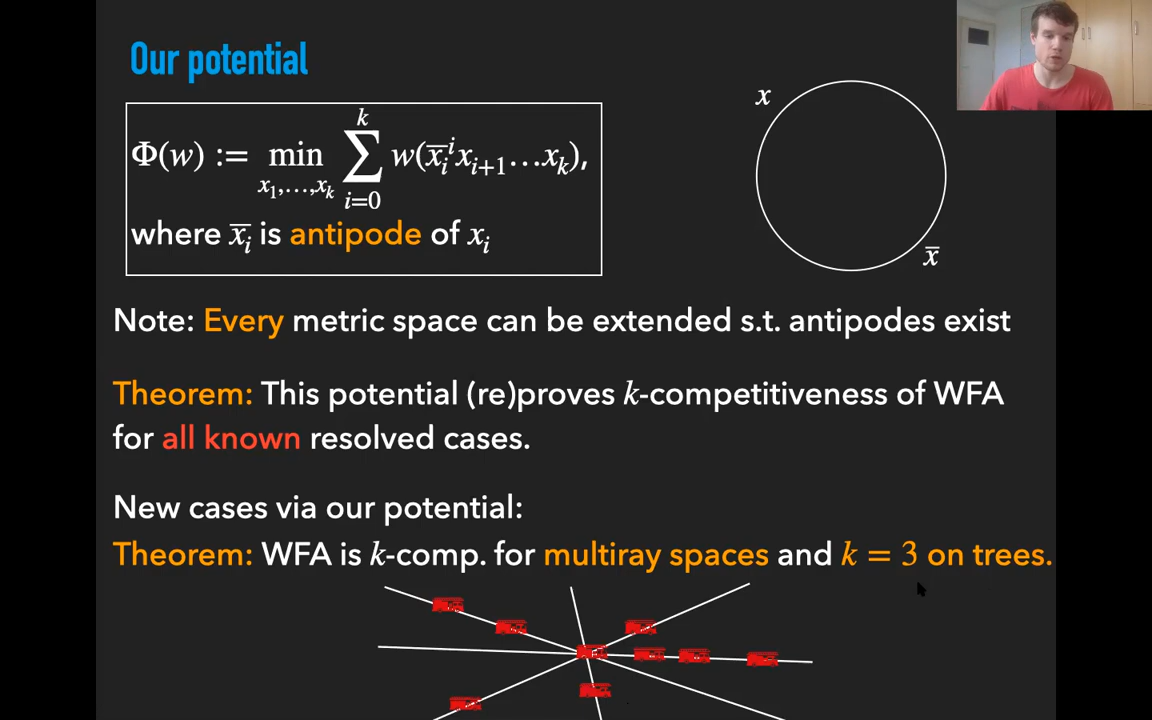 Our potential
Φ(w) := min_{x_1,…,x_k} ∑_{i=0}^{k} w(x̄_i^i x_{i+1}…x_k),
where x̄_i is antipode of x_i
x
x̄
Note: Every metric space can be extended s.t. antipodes exist
Theorem: This potential (re)proves k-competitiveness of WFA
for all known resolved cases.
New cases via our potential:
Theorem: WFA is k-comp. for multiray spaces and k = 3 on trees.